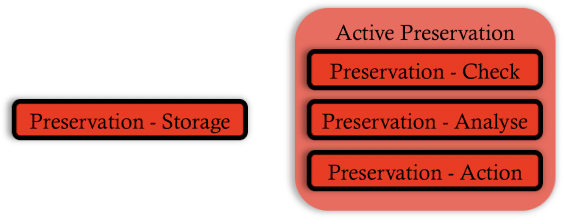 Active Preservation
Preservation - Check
Preservation - Storage
Preservation - Analyse
Preservation - Action